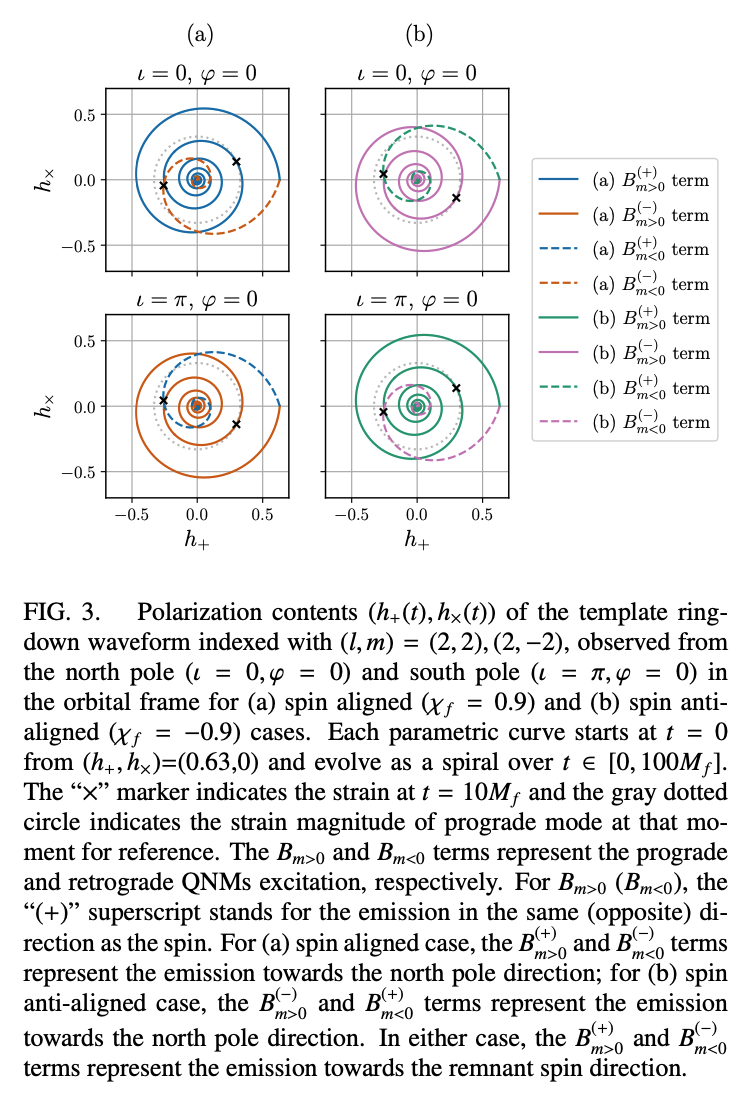 (a) (b)
ι = 0, φ = 0 ι = 0, φ = 0
0.5
0.0
−0.5
h×
ι = π, φ = 0 ι = π, φ = 0
0.5
0.0
−0.5
h×
−0.5 0.0 0.5 −0.5 0.0 0.5
h₊ h₊
(a) B^{(+)}_{m>0} term
(a) B^{(−)}_{m>0} term
(a) B^{(+)}_{m<0} term
(a) B^{(−)}_{m<0} term
(b) B^{(+)}_{m>0} term
(b) B^{(−)}_{m>0} term
(b) B^{(+)}_{m<0} term
(b) B^{(−)}_{m<0} term
FIG. 3. Polarization contents (h₊(t), h×(t)) of the template ring-
down waveform indexed with (l, m) = (2, 2), (2, −2), observed from
the north pole (ι = 0, φ = 0) and south pole (ι = π, φ = 0) in
the orbital frame for (a) spin aligned (χ_f = 0.9) and (b) spin anti-
aligned (χ_f = −0.9) cases. Each parametric curve starts at t = 0
from (h₊, h×)=(0.63,0) and evolve as a spiral over t ∈ [0, 100M_f].
The “×” marker indicates the strain at t = 10M_f and the gray dotted
circle indicates the strain magnitude of prograde mode at that mo-
ment for reference. The B_{m>0} and B_{m<0} terms represent the prograde
and retrograde QNMs excitation, respectively. For B_{m>0} (B_{m<0}), the
“(+)” superscript stands for the emission in the same (opposite) di-
rection as the spin. For (a) spin aligned case, the B^{(+)}_{m>0} and B^{(−)}_{m<0} terms
represent the emission towards the north pole direction; for (b) spin
anti-aligned case, the B^{(−)}_{m>0} and B^{(+)}_{m<0} terms represent the emission
towards the north pole direction. In either case, the B^{(+)}_{m>0} and B^{(−)}_{m<0}
terms represent the emission towards the remnant spin direction.